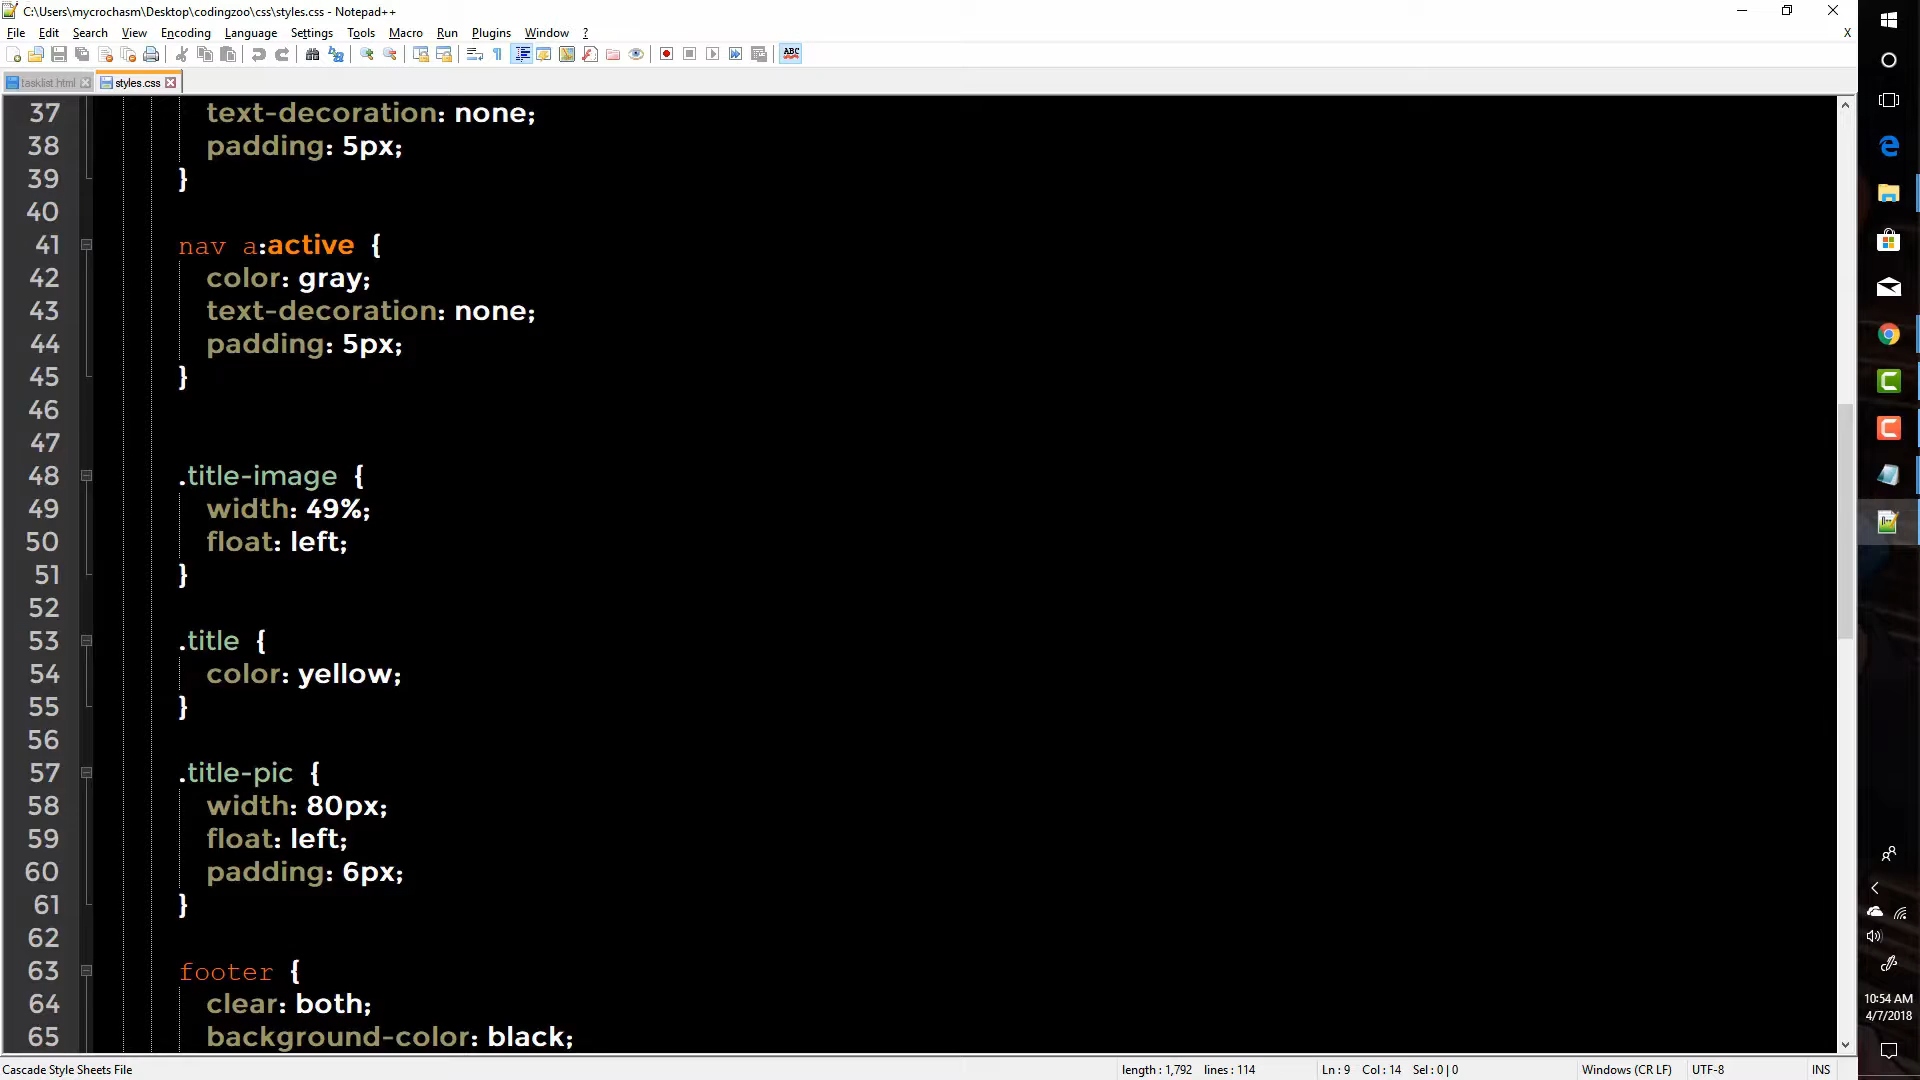 C:\Users\mycrochasm\Desktop\codingzoo\css\styles.css - Notepad++
File Edit Search View Encoding Language Settings Tools Macro Run Plugins Window ? X
ABC
tasklist.html styles.css
37 text-decoration: none;
38 padding: 5px;
39 }
40
41 nav a:active {
42 color: gray;
43 text-decoration: none;
44 padding: 5px;
45 }
46
47
48 .title-image {
49 width: 49%;
50 float: left;
51 }
52
53 .title {
54 color: yellow;
55 }
56
57 .title-pic {
58 width: 80px;
59 float: left;
60 padding: 6px;
61 }
62
63 footer {
64 clear: both;
65 background-color: black;
10:54 AM
4/7/2018
Cascade Style Sheets File length : 1,792 lines : 114 Ln : 9 Col : 14 Sel : 0 | 0 Windows (CR LF) UTF-8 INS